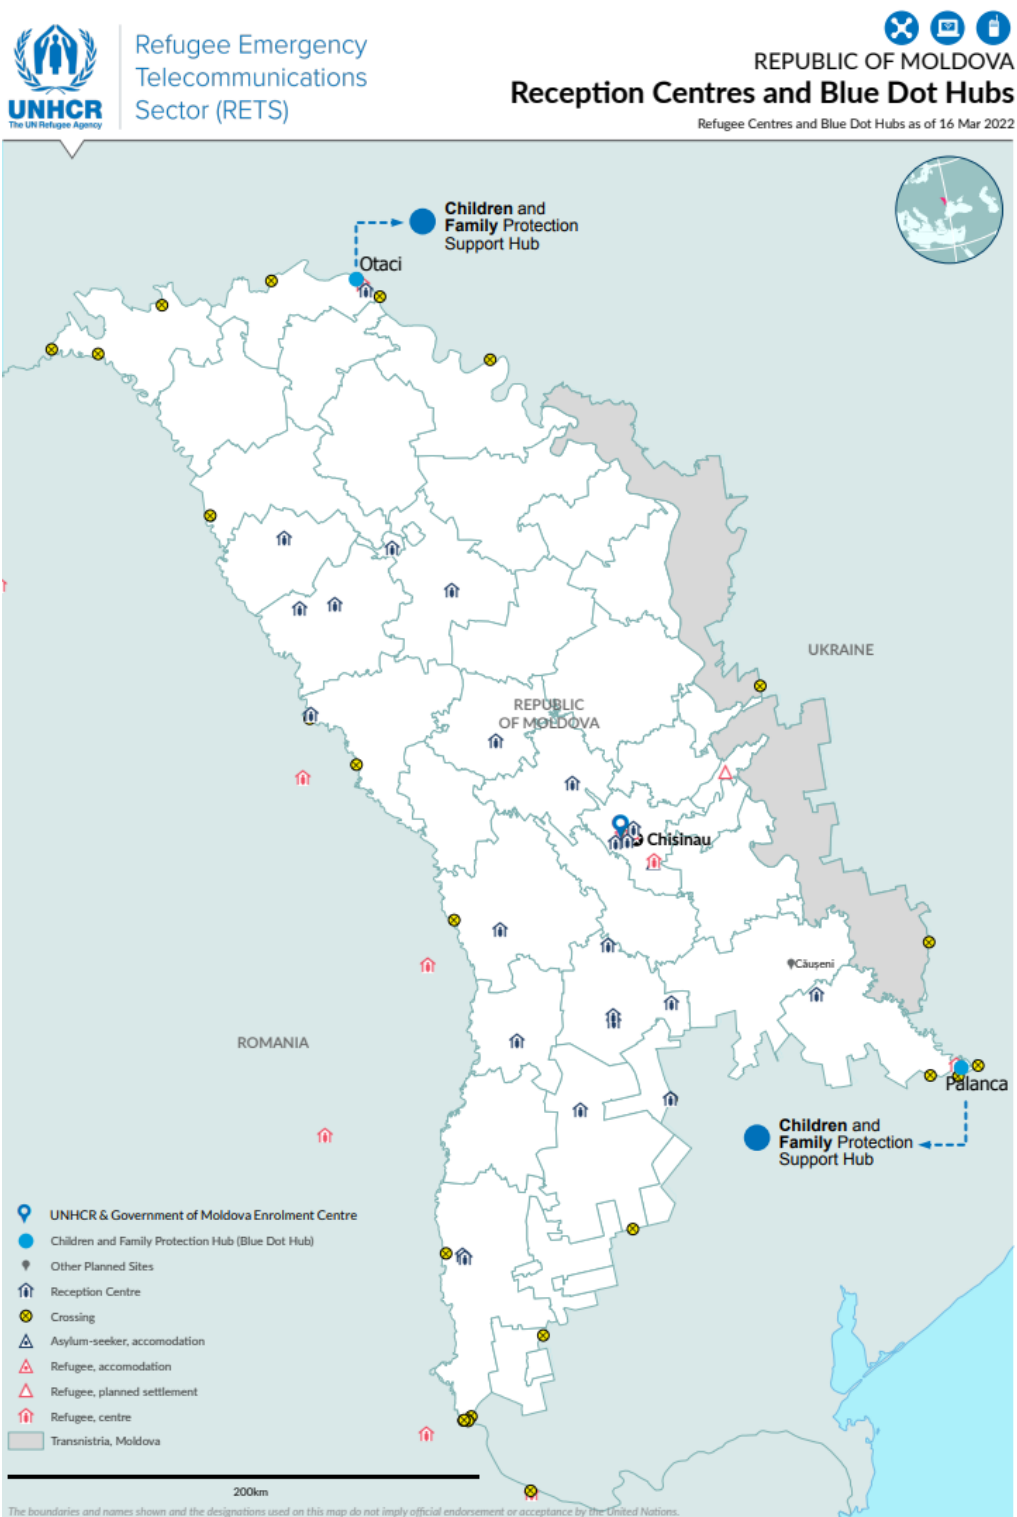 UNHCR
The UN Refugee Agency
Refugee Emergency
Telecommunications
Sector (RETS)
REPUBLIC OF MOLDOVA
Reception Centres and Blue Dot Hubs
Refugee Centres and Blue Dot Hubs as of 16 Mar 2022
Children and
Family Protection
Support Hub
Otaci
UKRAINE
REPUBLIC
OF MOLDOVA
Chisinau
Căușeni
ROMANIA
Palanca
Children and
Family Protection
Support Hub
UNHCR & Government of Moldova Enrolment Centre
Children and Family Protection Hub (Blue Dot Hub)
Other Planned Sites
Reception Centre
Crossing
Asylum-seeker, accomodation
Refugee, accomodation
Refugee, planned settlement
Refugee, centre
Transnistria, Moldova
200km
The boundaries and names shown and the designations used on this map do not imply official endorsement or acceptance by the United Nations.